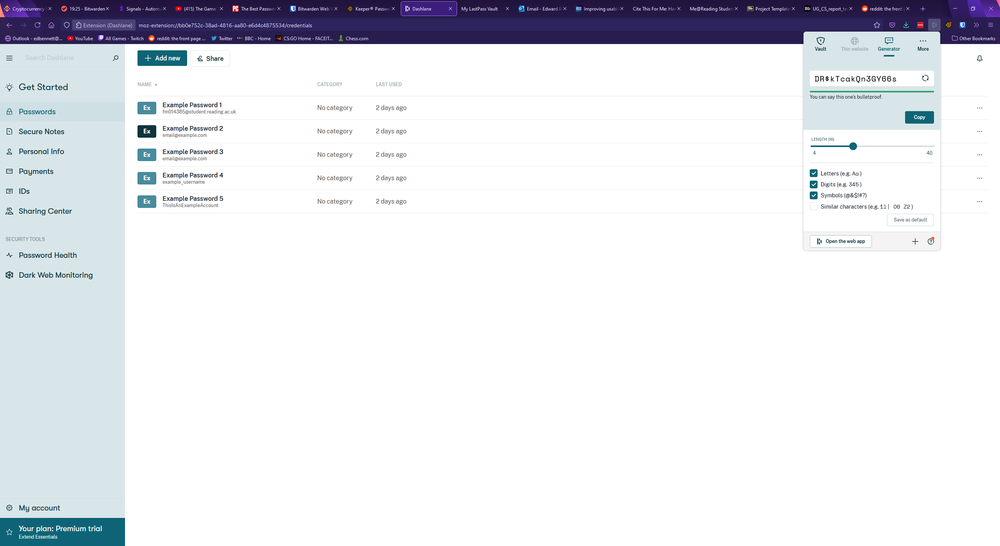 Cryptocurrency
19:25 - Bitwarden
Signals - Automa
(415) The Game
The Best Passwor
Bitwarden Web
Keeper® Passwo
Dashlane
My LastPass Vault
Email - Edward B
Improving usabil
Cite This For Me: Har
Me@Reading Studen
Project Template
UG_CS_report_te
reddit: the front
Extension (Dashlane)
moz-extension://bb0e752c-38ad-4816-aa80-e6d4c4875534/credentials
Outlook - edbennett@...
YouTube
All Games - Twitch
reddit: the front page ...
Twitter
BBC - Home
CS:GO Home - FACEIT...
Chess.com
Other Bookmarks
Search Dashlane
Get Started
Passwords
Secure Notes
Personal Info
Payments
IDs
Sharing Center
SECURITY TOOLS
Password Health
Dark Web Monitoring
My account
Your plan: Premium trial
Extend Essentials
Add new
Share
NAME CATEGORY LAST USED
Ex Example Password 1 No category 2 days ago
fm014385@student.reading.ac.uk
Ex Example Password 2 No category 2 days ago
email@example.com
Ex Example Password 3 No category 2 days ago
email@example.com
Ex Example Password 4 No category 2 days ago
example_username
Ex Example Password 5 No category 2 days ago
ThisIsAnExampleAccount
Vault This website Generator More
DR$kTcakQn3GY66s
You can say this one's bulletproof.
Copy
LENGTH (16)
4 40
Letters (e.g. Aa )
Digits (e.g. 345 )
Symbols (@&$!#?)
Similar characters (e.g. 1l| O0 Z2 )
Save as default
Open the web app